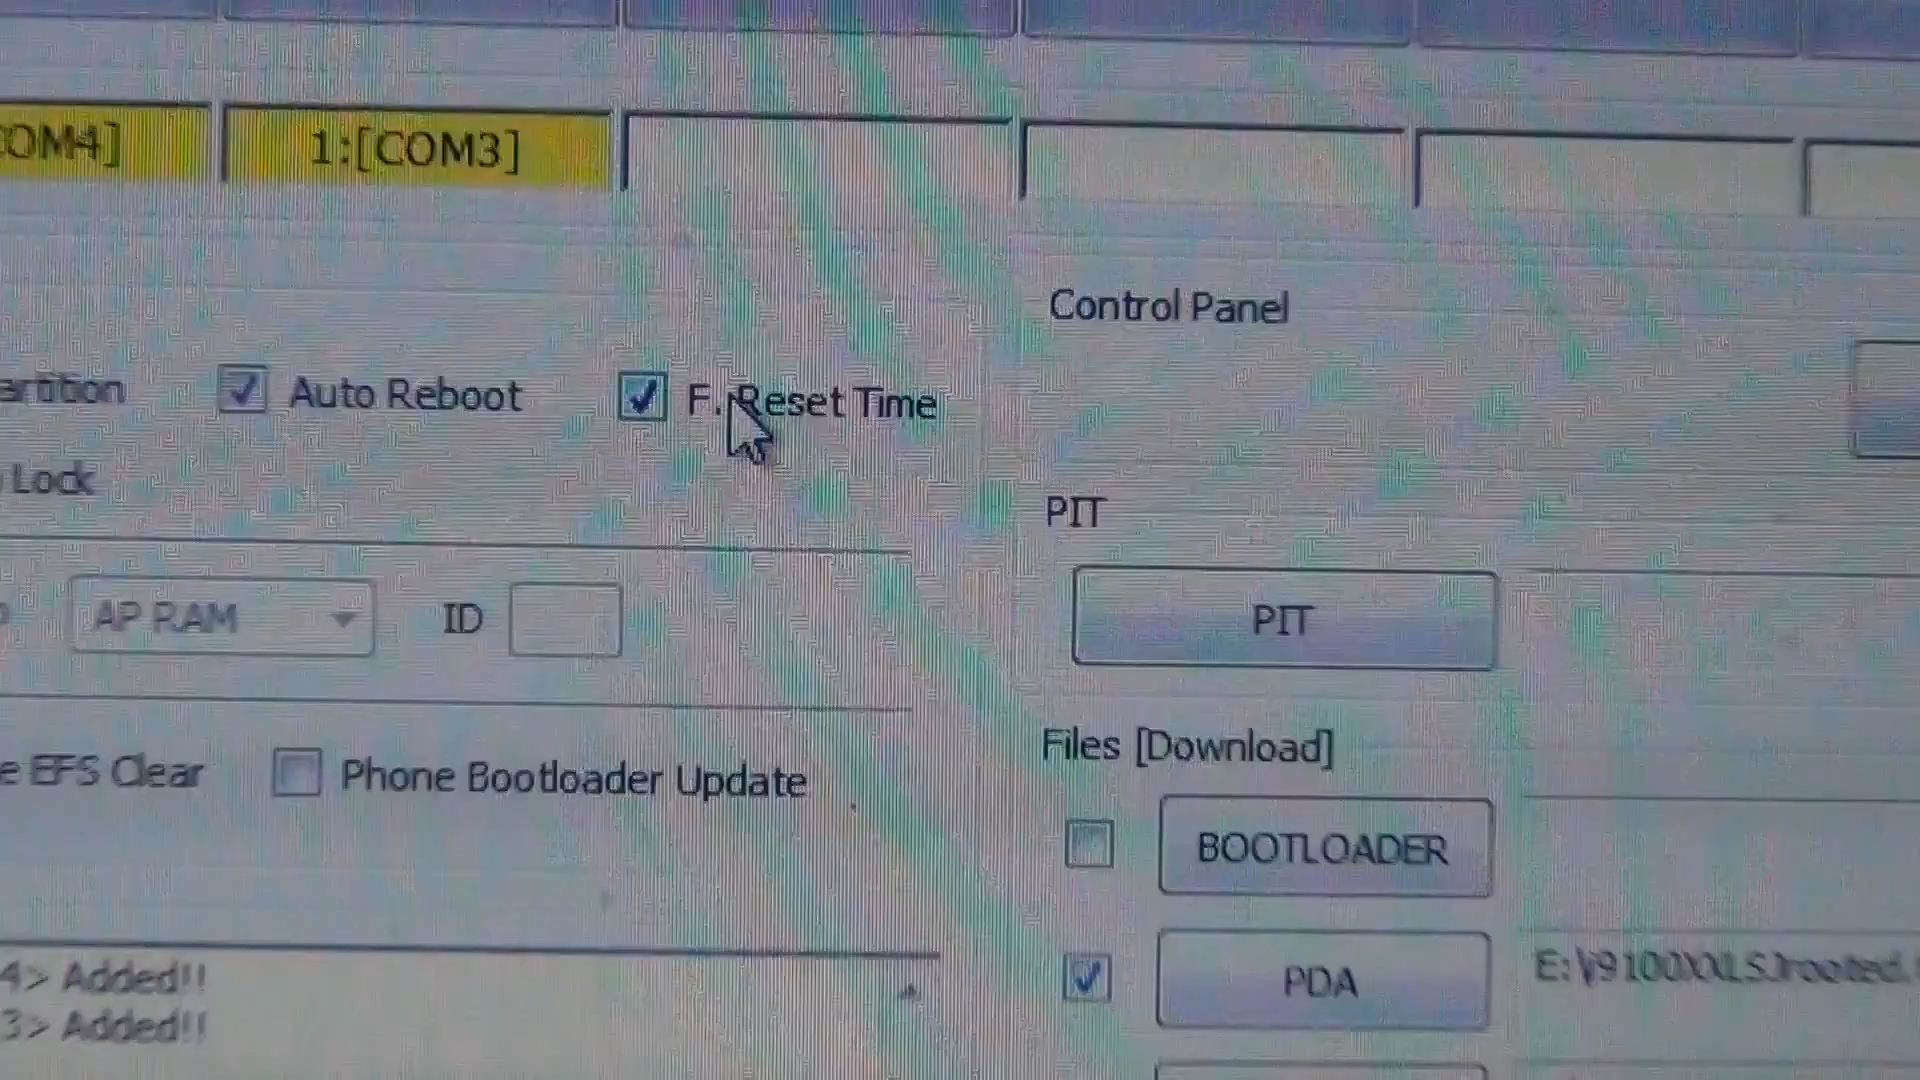 COM4]
1:[COM3]
Control Panel
artition
Auto Reboot
F. Reset Time
Lock
PIT
AP RAM
ID
PIT
Files [Download]
e EFS Clear
Phone Bootloader Update
BOOTLOADER
4> Added!!
PDA
3> Added!!